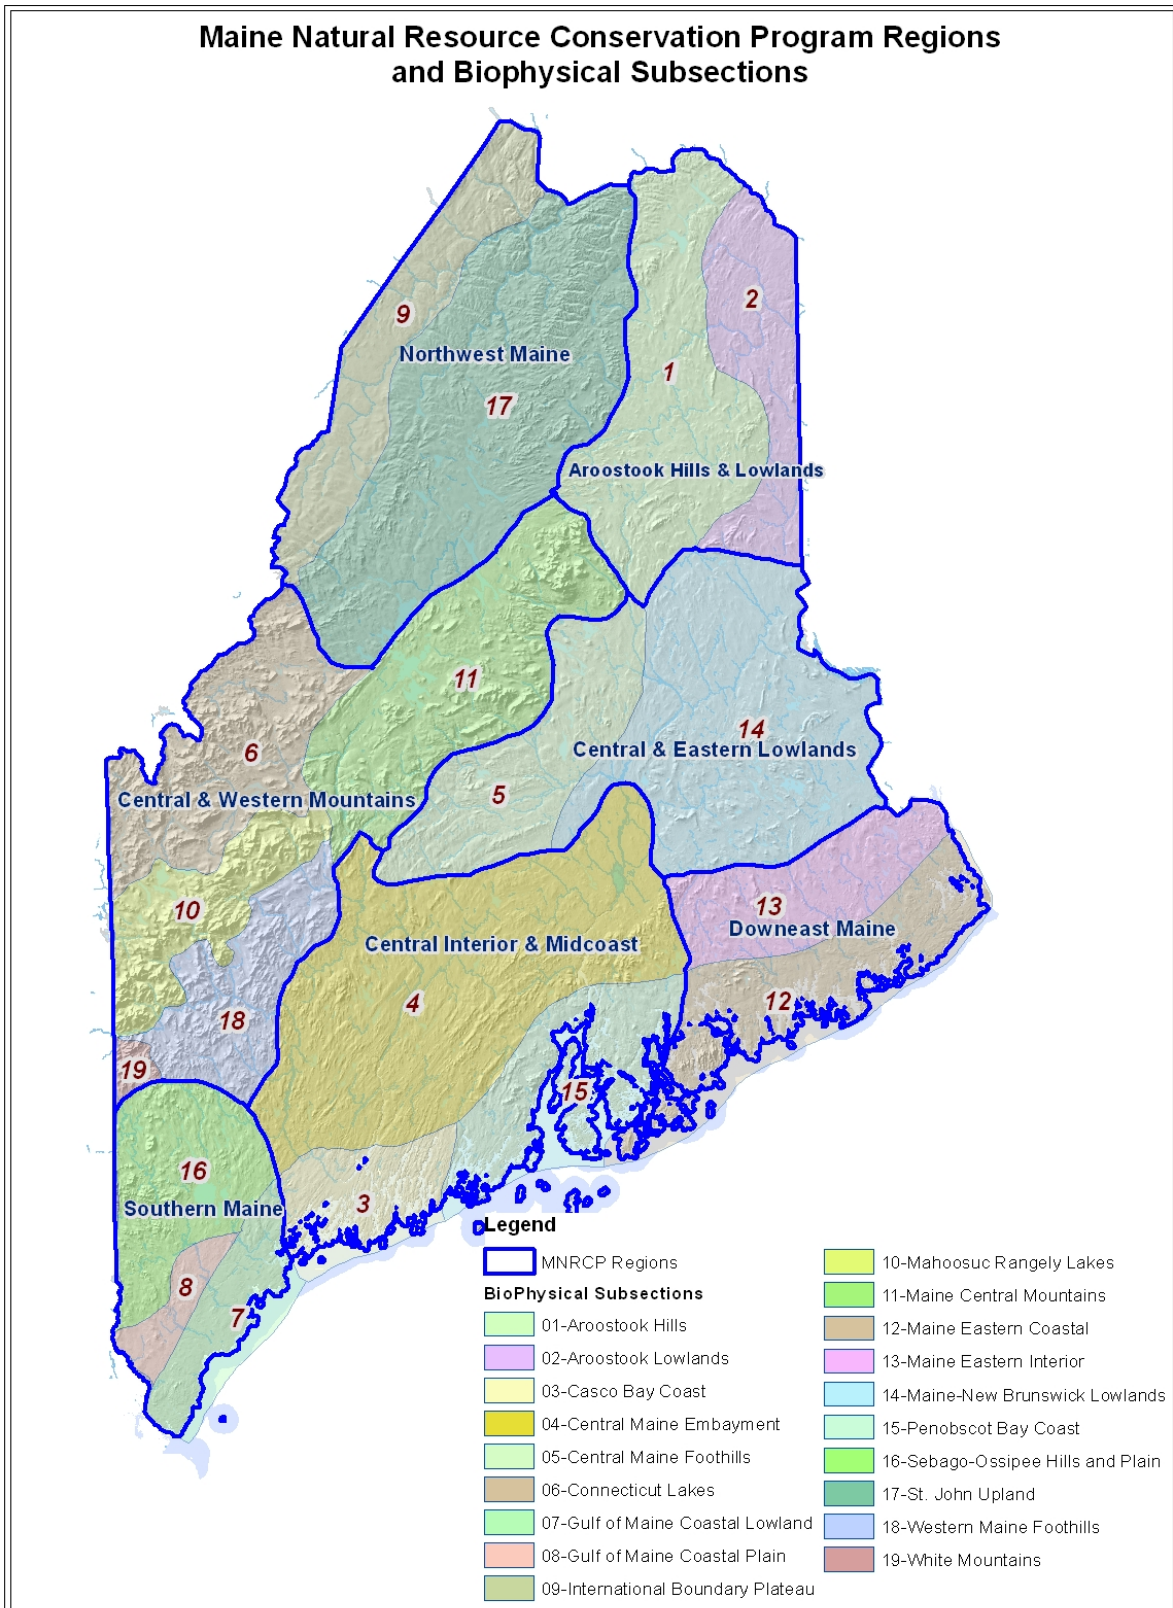 Maine Natural Resource Conservation Program Regions
and Biophysical Subsections
9
2
Northwest Maine
1
17
Aroostook Hills & Lowlands
11
6
14
Central & Eastern Lowlands
5
Central & Western Mountains
10
13
Downeast Maine
Central Interior & Midcoast
4
12
18
19
15
16
3
Southern Maine
8
7
Legend
MNRCP Regions
BioPhysical Subsections
01-Aroostook Hills
02-Aroostook Lowlands
03-Casco Bay Coast
04-Central Maine Embayment
05-Central Maine Foothills
06-Connecticut Lakes
07-Gulf of Maine Coastal Lowland
08-Gulf of Maine Coastal Plain
09-International Boundary Plateau
10-Mahoosuc Rangely Lakes
11-Maine Central Mountains
12-Maine Eastern Coastal
13-Maine Eastern Interior
14-Maine-New Brunswick Lowlands
15-Penobscot Bay Coast
16-Sebago-Ossipee Hills and Plain
17-St. John Upland
18-Western Maine Foothills
19-White Mountains